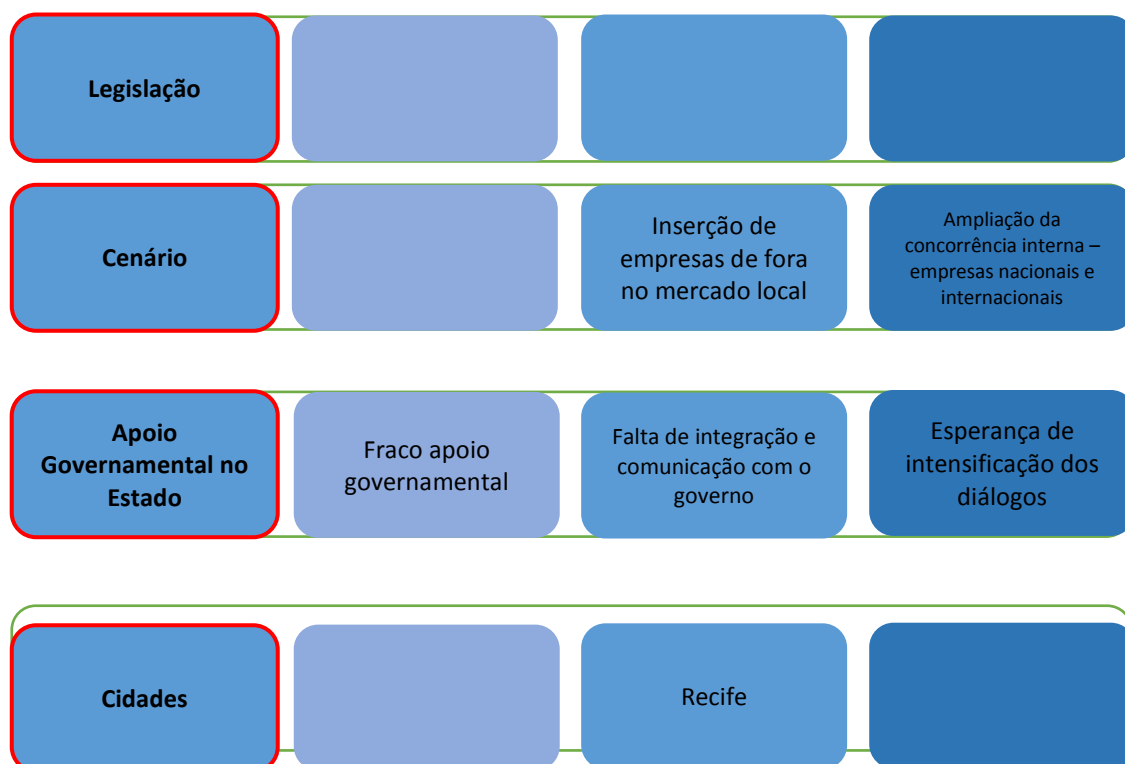 Legislação
Cenário
Inserção de
empresas de fora
no mercado local
Ampliação da
concorrência interna –
empresas nacionais e
internacionais
Apoio
Governamental no
Estado
Fraco apoio
governamental
Falta de integração e
comunicação com o
governo
Esperança de
intensificação dos
diálogos
Cidades
Recife